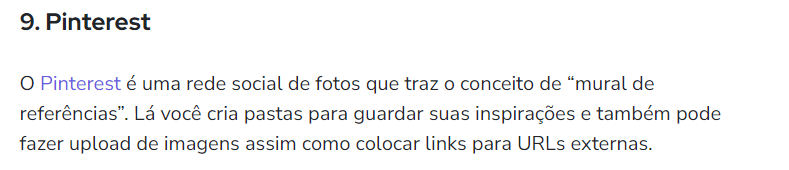 9. Pinterest
O Pinterest é uma rede social de fotos que traz o conceito de “mural de
referências”. Lá você cria pastas para guardar suas inspirações e também pode
fazer upload de imagens assim como colocar links para URLs externas.